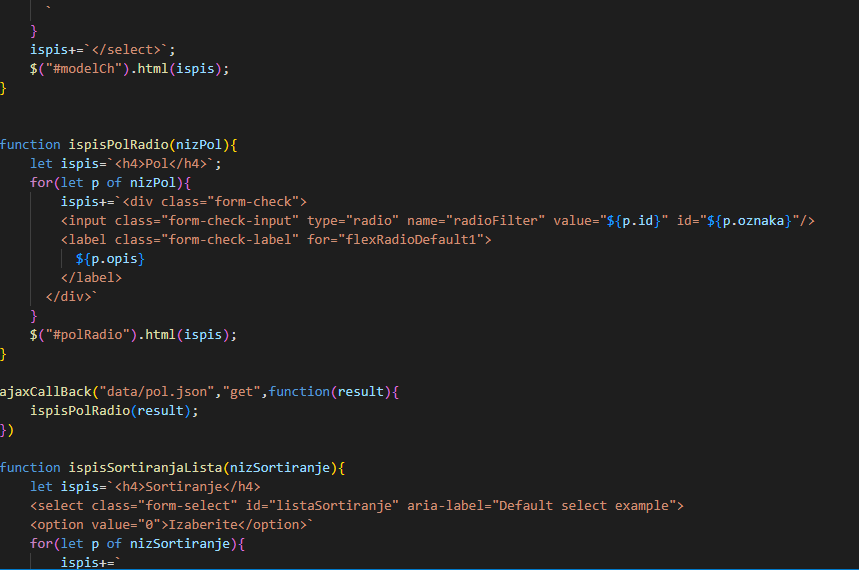 `
}
ispis+=`</select>`;
$("#modelCh").html(ispis);
}
function ispisPolRadio(nizPol){
let ispis=`<h4>Pol</h4>`;
for(let p of nizPol){
ispis+=`<div class="form-check">
<input class="form-check-input" type="radio" name="radioFilter" value="${p.id}" id="${p.oznaka}"/>
<label class="form-check-label" for="flexRadioDefault1">
${p.opis}
</label>
</div>`
}
$("#polRadio").html(ispis);
}
ajaxCallBack("data/pol.json","get",function(result){
ispisPolRadio(result);
})
function ispisSortiranjaLista(nizSortiranje){
let ispis=`<h4>Sortiranje</h4>
<select class="form-select" id="listaSortiranje" aria-label="Default select example">
<option value="0">Izaberite</option>`
for(let p of nizSortiranje){
ispis+=`